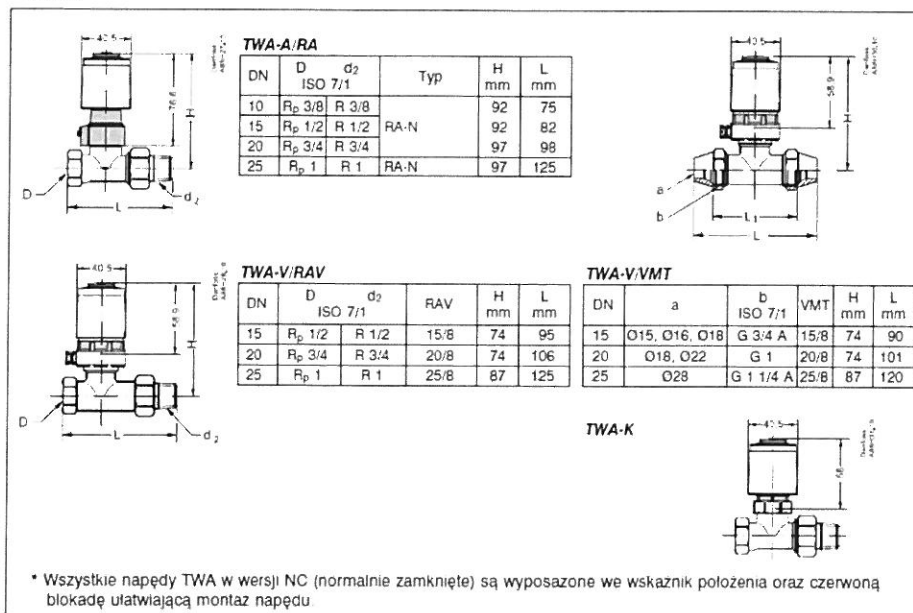 TWA-A/RA
DN D d2 ISO 7/1 Typ H mm L mm
10 Rp 3/8 R 3/8 92 75
15 Rp 1/2 R 1/2 RA-N 92 82
20 Rp 3/4 R 3/4 97 98
25 Rp 1 R 1 RA-N 97 125
40.5
H
D
L
d2
40.5
58.9
H
a
b
L1
L
TWA-V/RAV
DN D d2 ISO 7/1 RAV H mm L mm
15 Rp 1/2 R 1/2 15/8 74 95
20 Rp 3/4 R 3/4 20/8 74 106
25 Rp 1 R 1 25/8 87 125
40.5
58.9
H
D
L
d2
TWA-V/VMT
DN a b ISO 7/1 VMT H mm L mm
15 Ø15, Ø16, Ø18 G 3/4 A 15/8 74 90
20 Ø18, Ø22 G 1 20/8 74 101
25 Ø28 G 1 1/4 A 25/8 87 120
TWA-K
40.5
* Wszystkie napędy TWA w wersji NC (normalnie zamknięte) są wyposazone we wskaźnik położenia oraz czerwoną
blokadę ułatwiającą montaz napędu.